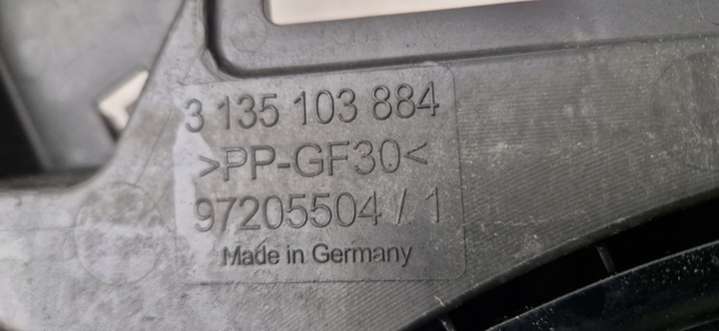 3 135 103 884
>PP-GF30<
97205504 / 1
Made in Germany